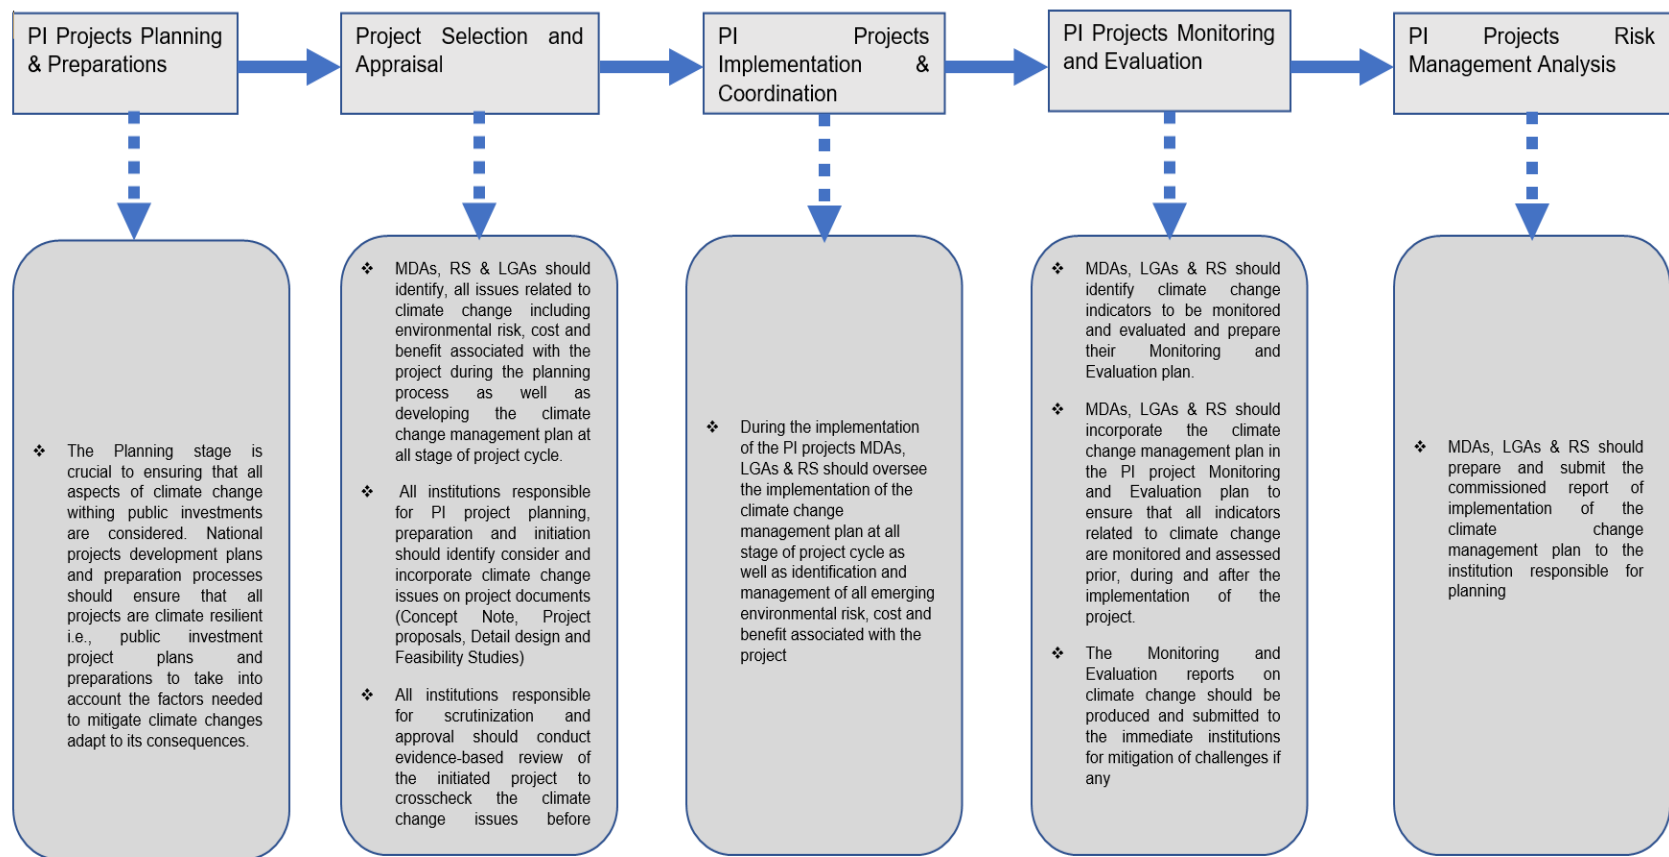 PI Projects Planning
& Preparations
Project Selection and
Appraisal
PI Projects
Implementation &
Coordination
PI Projects Monitoring
and Evaluation
PI Projects Risk
Management Analysis
❖ The Planning stage is
crucial to ensuring that all
aspects of climate change
withing public investments
are considered. National
projects development plans
and preparation processes
should ensure that all
projects are climate resilient
i.e., public investment
project plans and
preparations to take into
account the factors needed
to mitigate climate changes
adapt to its consequences.
❖ MDAs, RS & LGAs should
identify, all issues related to
climate change including
environmental risk, cost and
benefit associated with the
project during the planning
process as well as
developing the climate
change management plan at
all stage of project cycle.
❖ All institutions responsible
for PI project planning,
preparation and initiation
should identify consider and
incorporate climate change
issues on project documents
(Concept Note, Project
proposals, Detail design and
Feasibility Studies)
❖ All institutions responsible
for scrutinization and
approval should conduct
evidence-based review of
the initiated project to
crosscheck the climate
change issues before
❖ During the implementation
of the PI projects MDAs,
LGAs & RS should oversee
the implementation of the
climate change
management plan at all
stage of project cycle as
well as identification and
management of all emerging
environmental risk, cost and
benefit associated with the
project
❖ MDAs, LGAs & RS should
identify climate change
indicators to be monitored
and evaluated and prepare
their Monitoring and
Evaluation plan.
❖ MDAs, LGAs & RS should
incorporate the climate
change management plan in
the PI project Monitoring
and Evaluation plan to
ensure that all indicators
related to climate change
are monitored and assessed
prior, during and after the
implementation of the
project.
❖ The Monitoring and
Evaluation reports on
climate change should be
produced and submitted to
the immediate institutions
for mitigation of challenges if
any
❖ MDAs, LGAs & RS should
prepare and submit the
commissioned report of
implementation of the
climate change
management plan to the
institution responsible for
planning